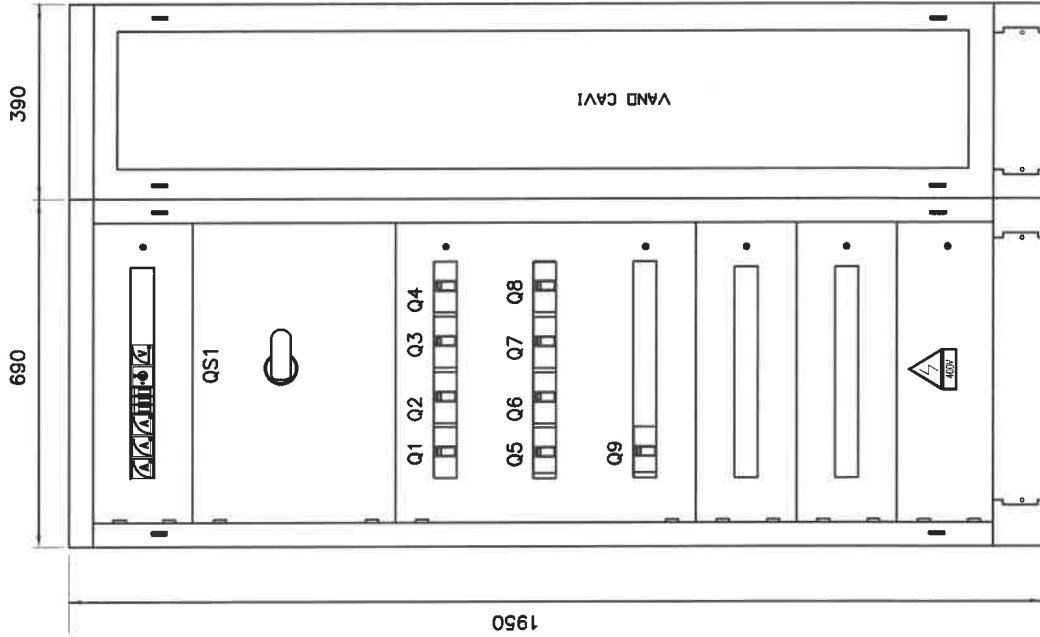 690
390
1950
A A A V
QS1
Q1 Q2 Q3 Q4
Q5 Q6 Q7 Q8
Q9
400V
VANO CAVI